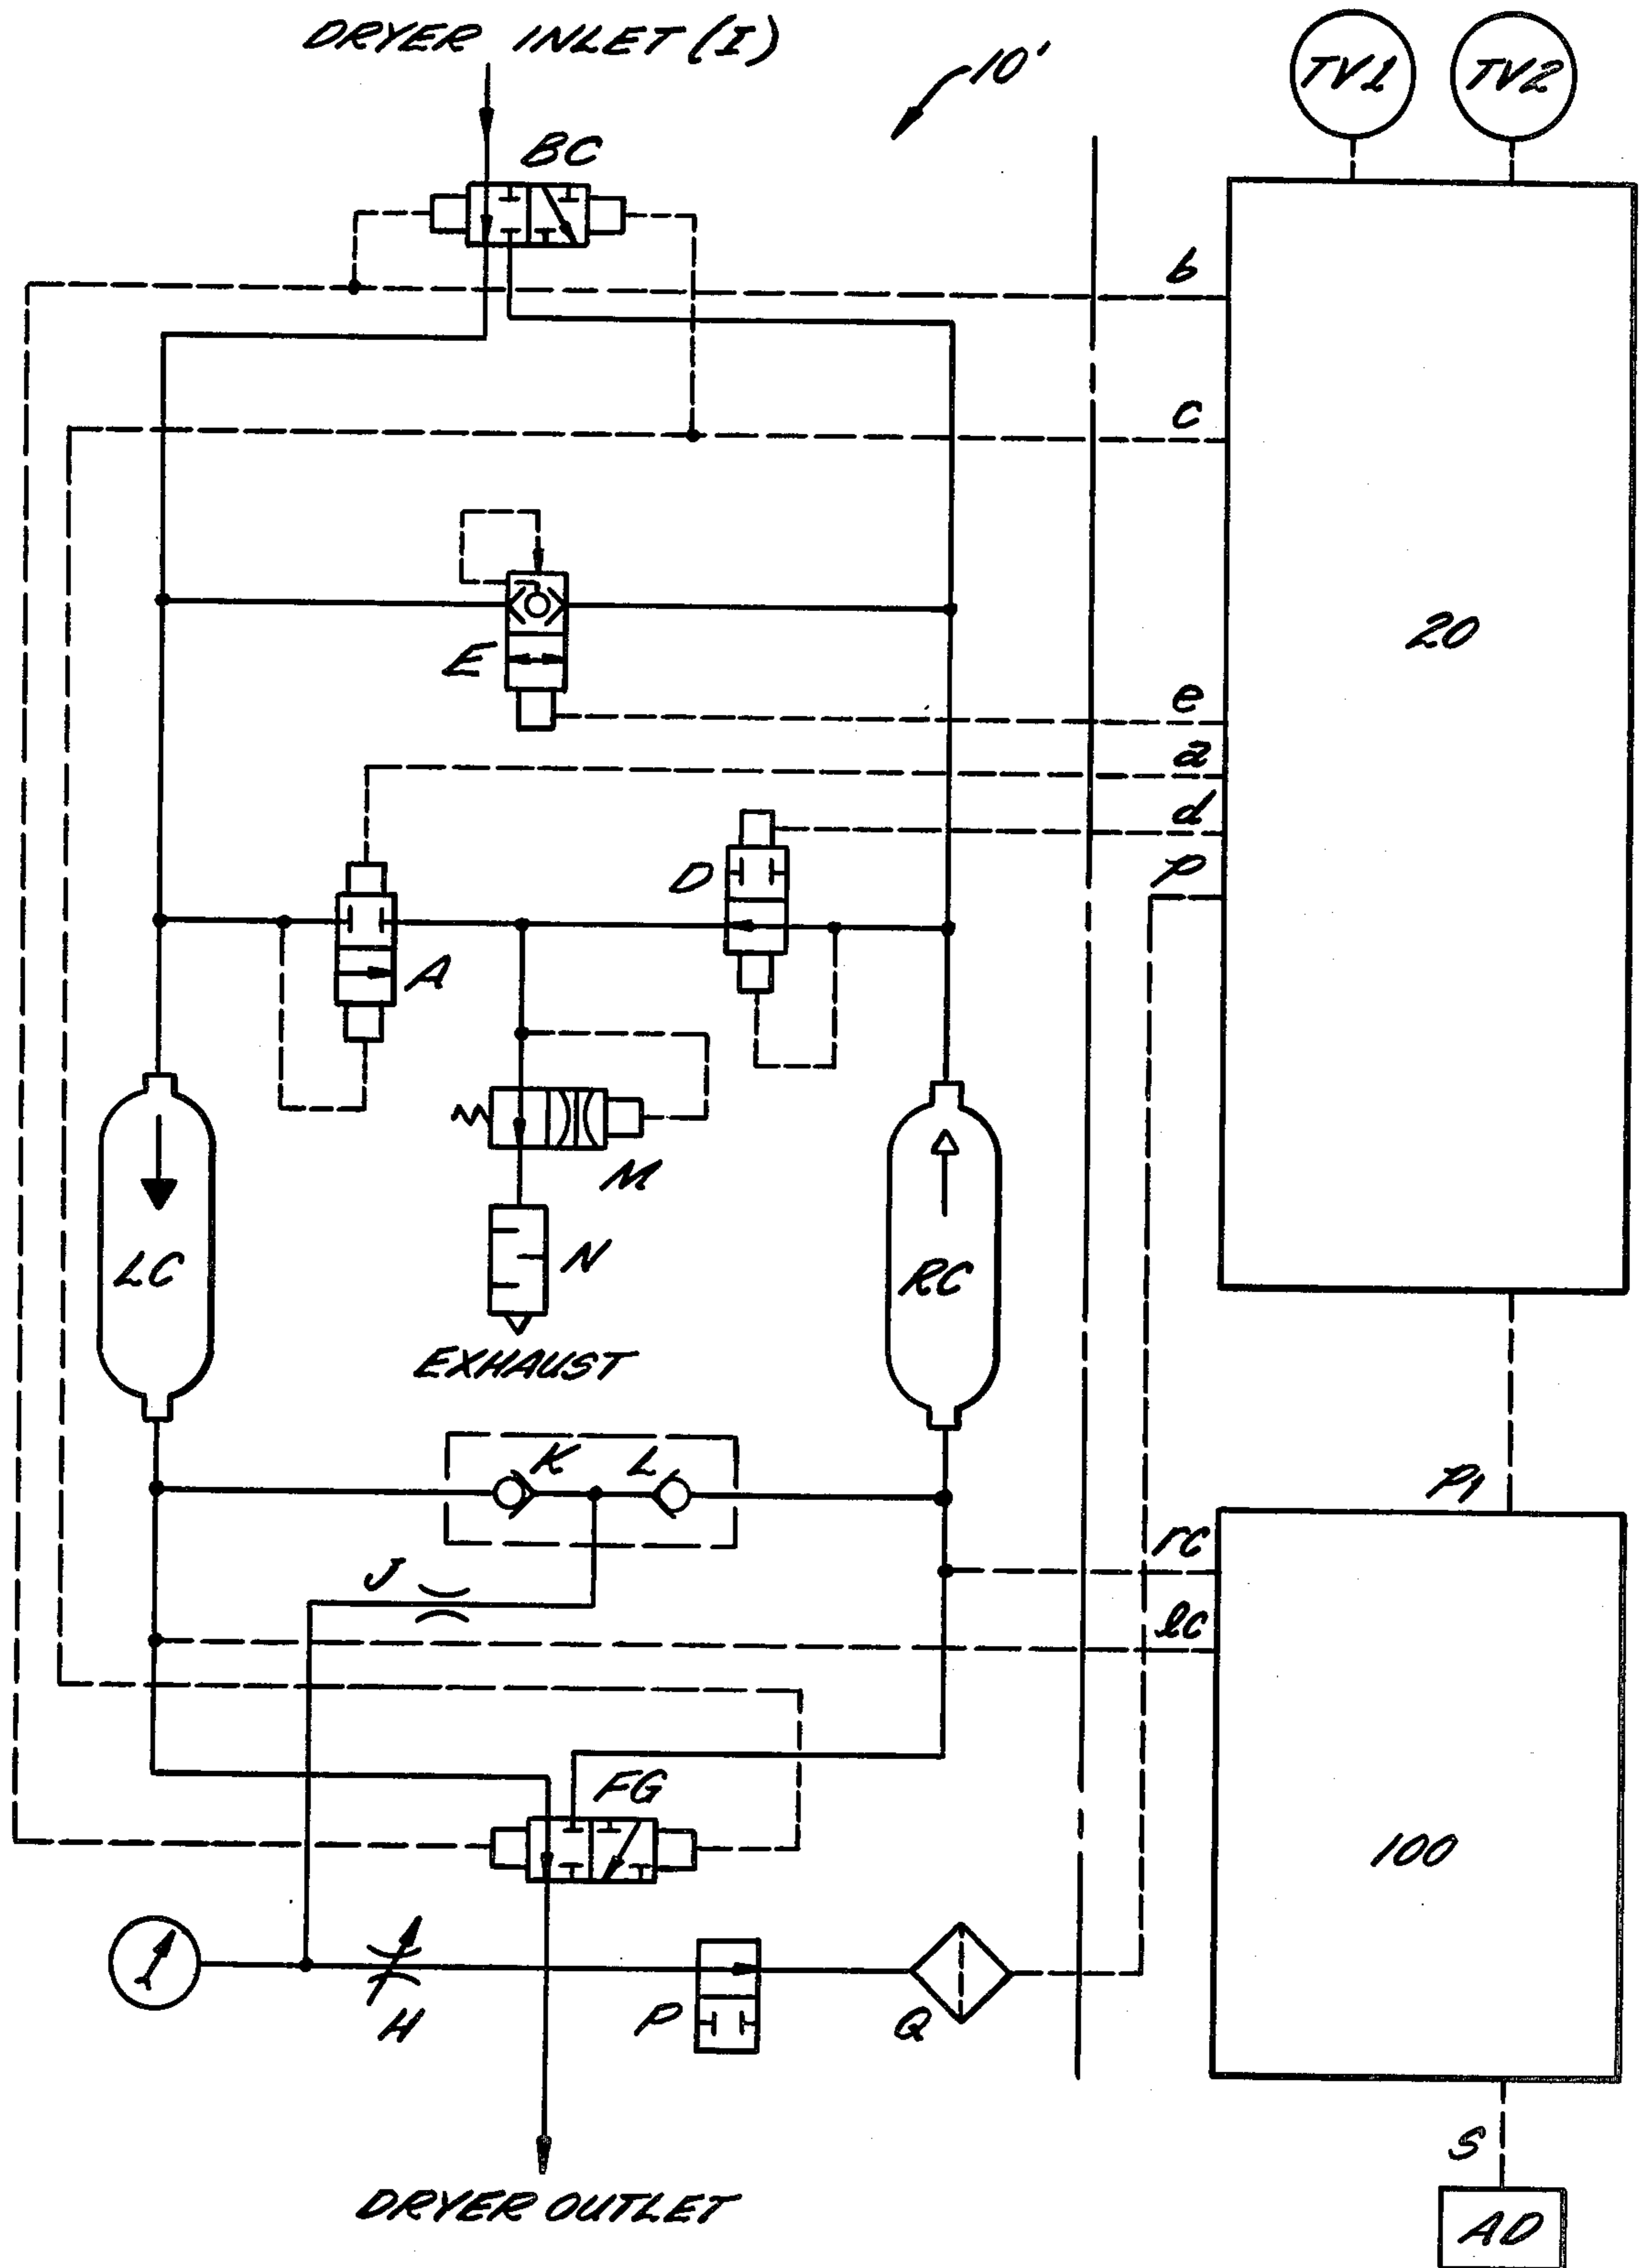 DRYER INLET (I)
10'
TV1
TV2
BC
b
c
20
E
e
a
d
p
D
A
M
N
LC
RC
EXHAUST
K
L
p1
rc
J
lc
FG
100
H
P
Q
S
DRYER OUTLET
AD